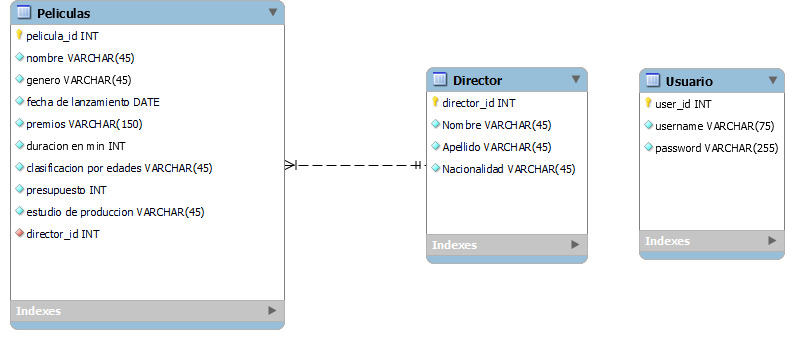 Peliculas
pelicula_id INT
nombre VARCHAR(45)
genero VARCHAR(45)
fecha de lanzamiento DATE
premios VARCHAR(150)
duracion en min INT
clasificacion por edades VARCHAR(45)
presupuesto INT
estudio de produccion VARCHAR(45)
director_id INT
Indexes
Director
director_id INT
Nombre VARCHAR(45)
Apellido VARCHAR(45)
Nacionalidad VARCHAR(45)
Indexes
Usuario
user_id INT
username VARCHAR(75)
password VARCHAR(255)
Indexes